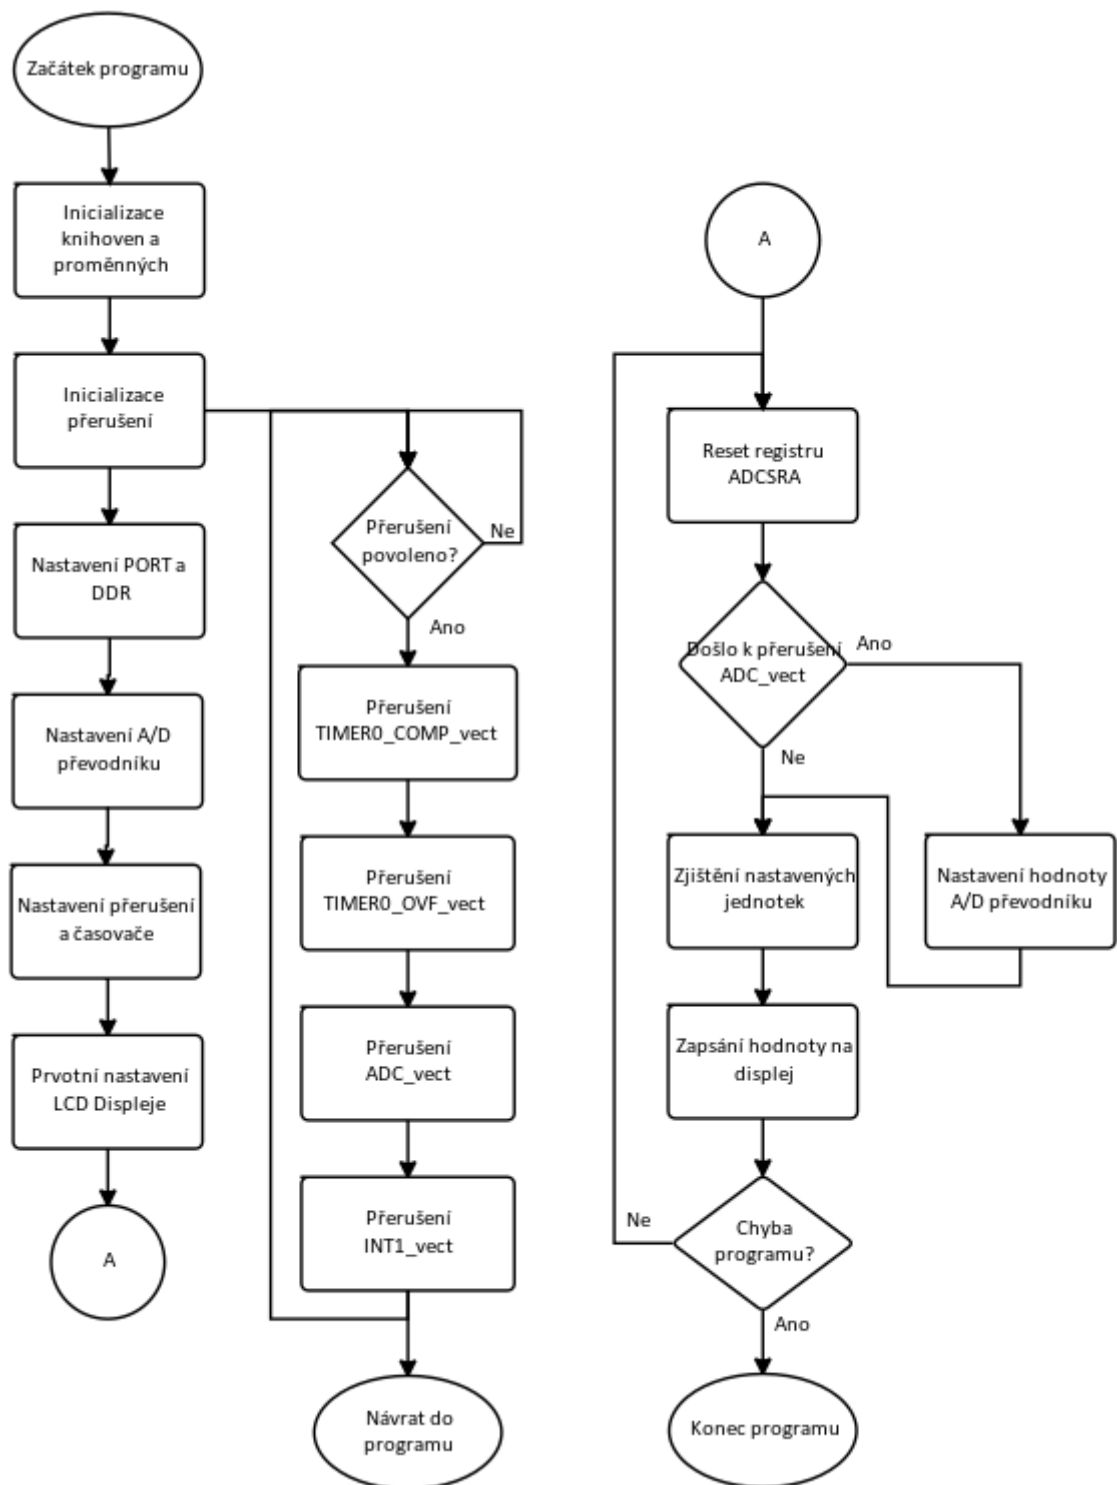 Začátek programu
Inicializace
knihoven a
proměnných
Inicializace
přerušení
Nastavení PORT a
DDR
Nastavení A/D
převodníku
Nastavení přerušení
a časovače
Prvotní nastavení
LCD Displeje
A
Přerušení
povoleno?
Ne
Ano
Přerušení
TIMER0_COMP_vect
Přerušení
TIMER0_OVF_vect
Přerušení
ADC_vect
Přerušení
INT1_vect
Návrat do
programu
A
Reset registru
ADCSRA
Došlo k přerušení
ADC_vect
Ano
Ne
Zjištění nastavených
jednotek
Nastavení hodnoty
A/D převodníku
Zapsání hodnoty na
displej
Chyba
programu?
Ne
Ano
Konec programu